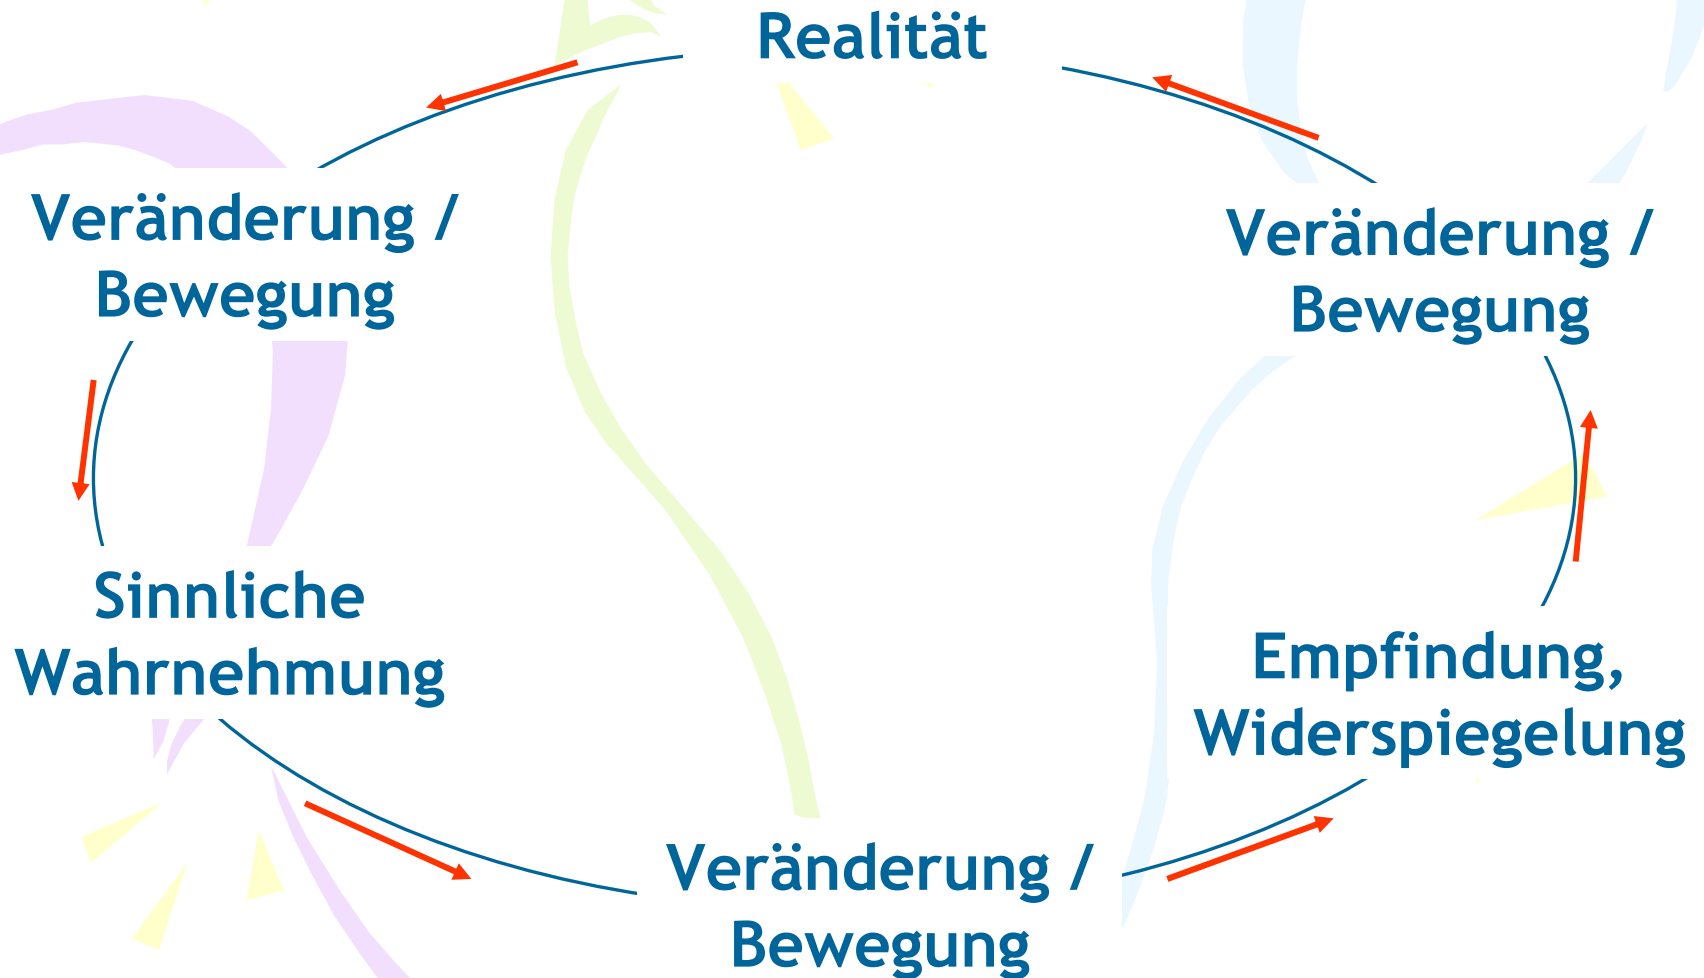 Realität
Veränderung /
Bewegung
Veränderung /
Bewegung
Sinnliche
Wahrnehmung
Empfindung,
Widerspiegelung
Veränderung /
Bewegung